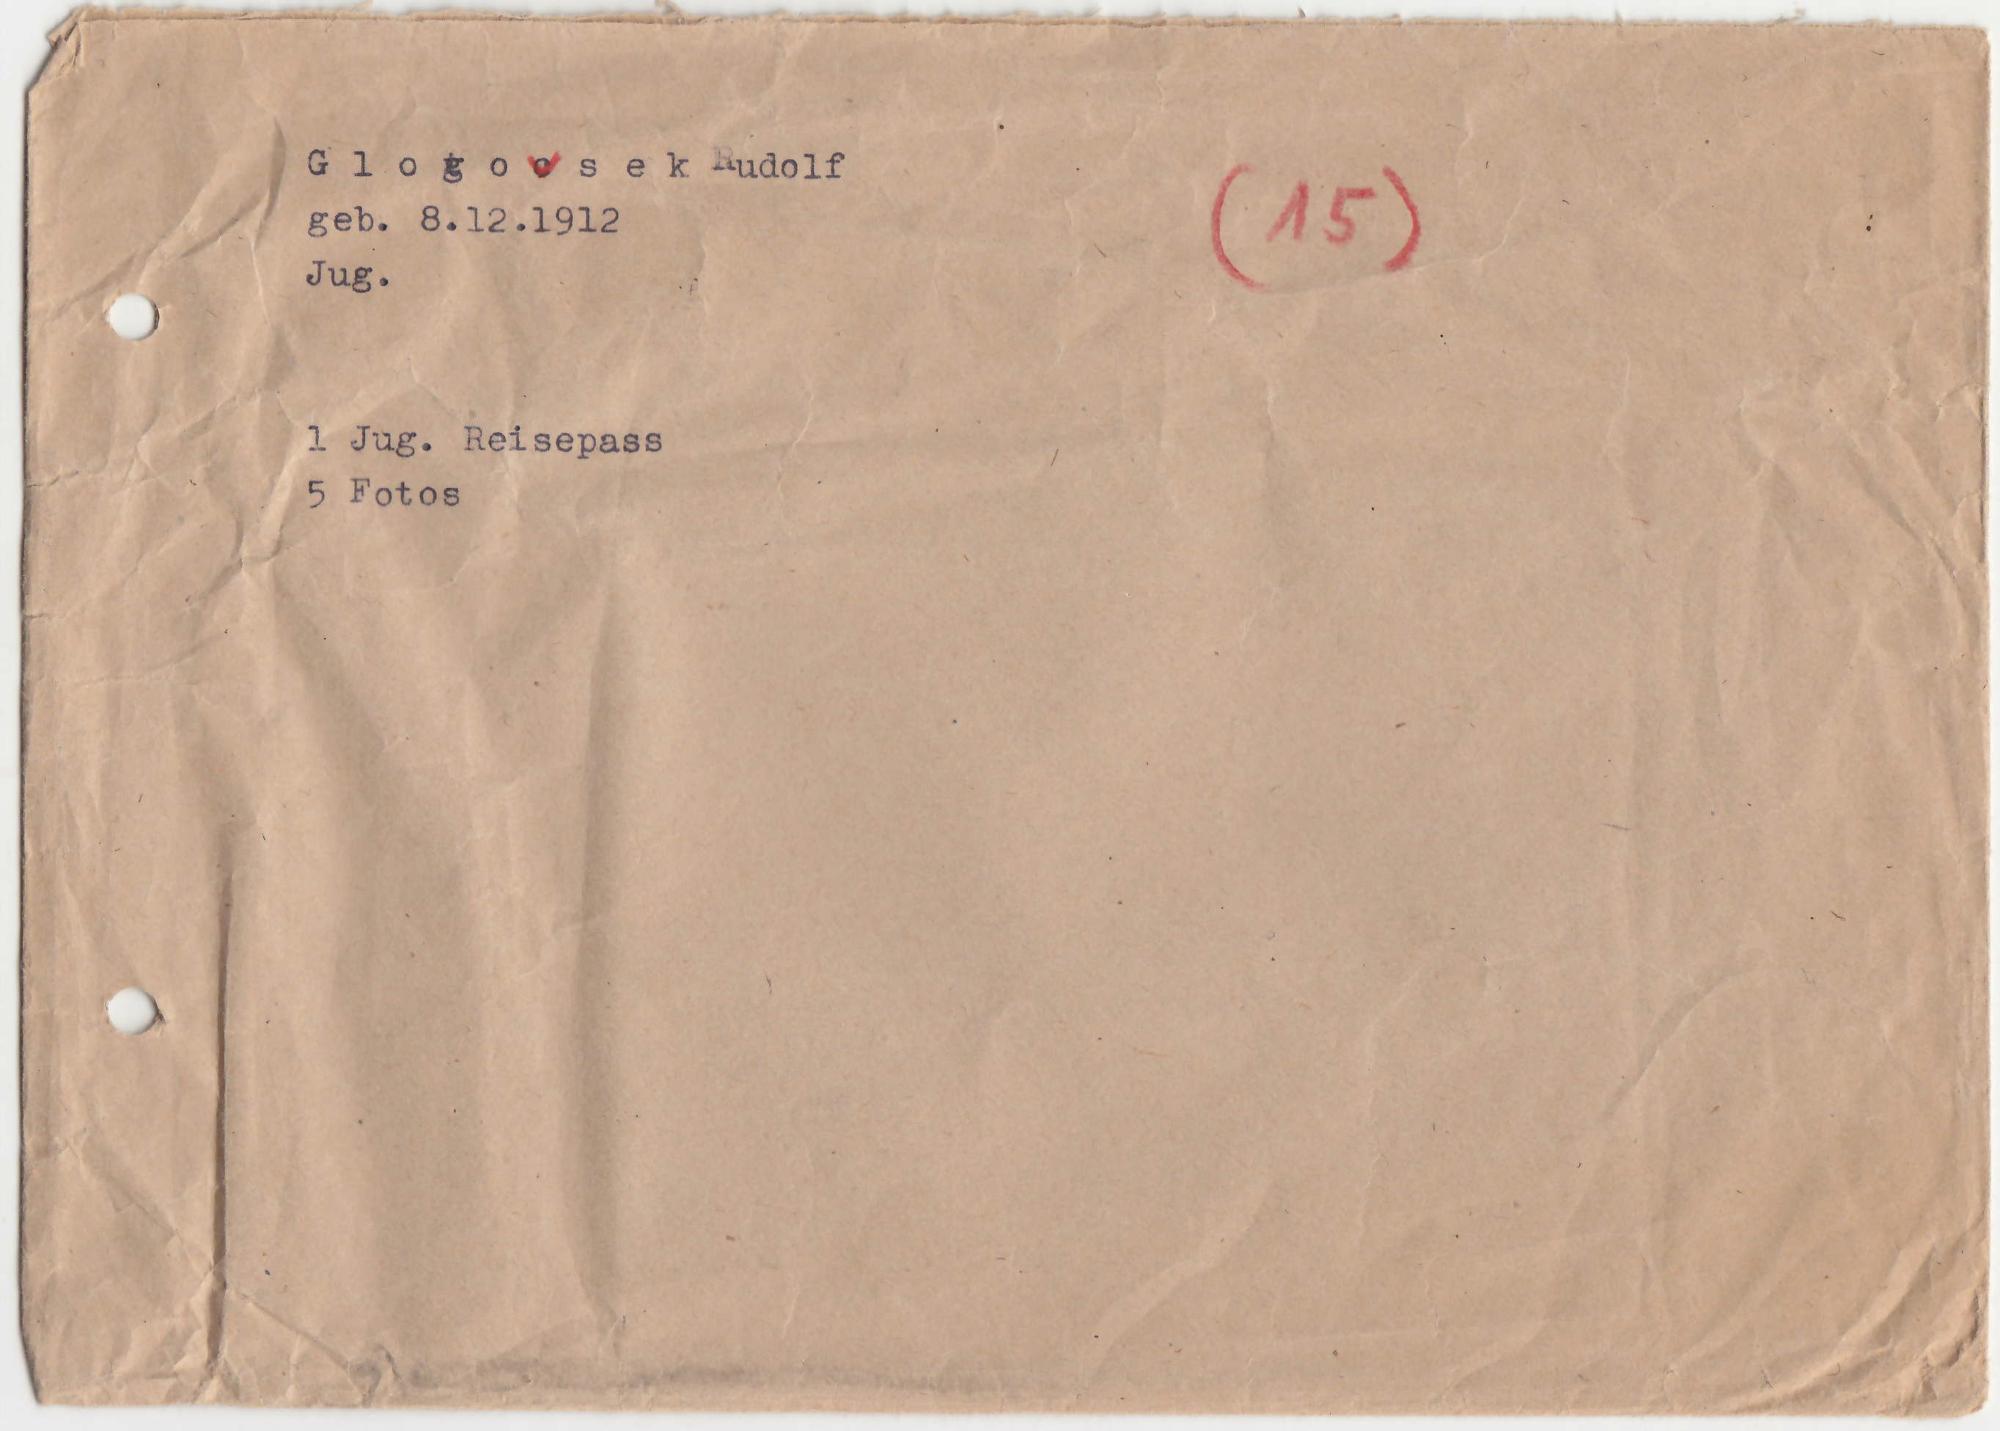 G l o g o v s e k Rudolf
geb. 8.12.1912
Jug.
(15)
1 Jug. Reisepass
5 Fotos